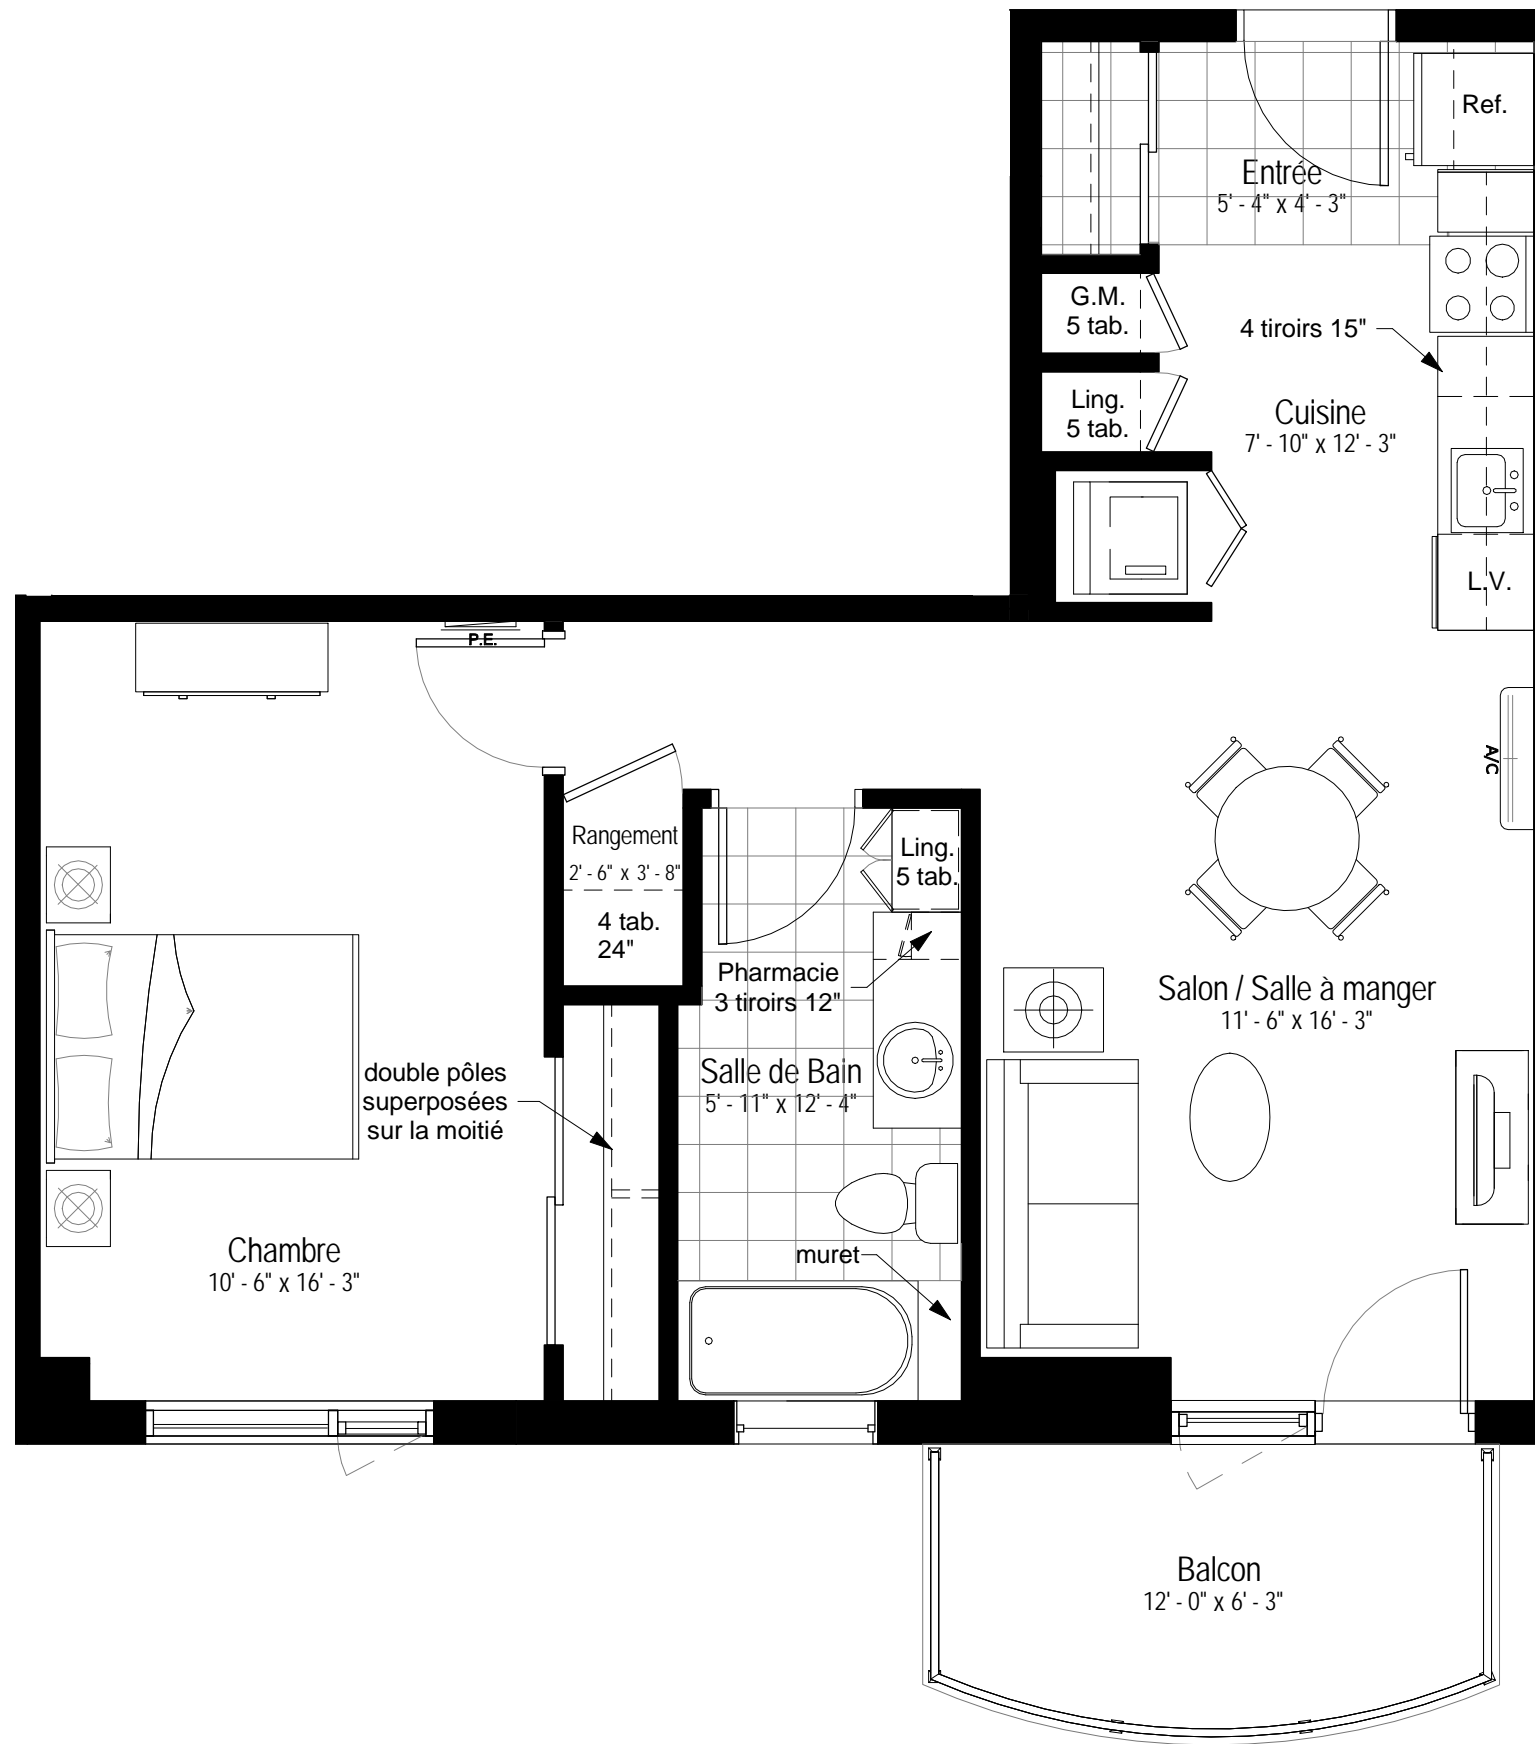 Ref.
Entrée
5' - 4" x 4' - 3"
G.M.
5 tab.
4 tiroirs 15"
Ling.
5 tab.
Cuisine
7' - 10" x 12' - 3"
L.V.
P.E.
A/C
Rangement
2' - 6" x 3' - 8"
4 tab.
24"
Ling.
5 tab.
Pharmacie
3 tiroirs 12"
Salon / Salle à manger
11' - 6" x 16' - 3"
double pôles
superposées
sur la moitié
Salle de Bain
5' - 11" x 12' - 4"
Chambre
10' - 6" x 16' - 3"
muret
Balcon
12' - 0" x 6' - 3"